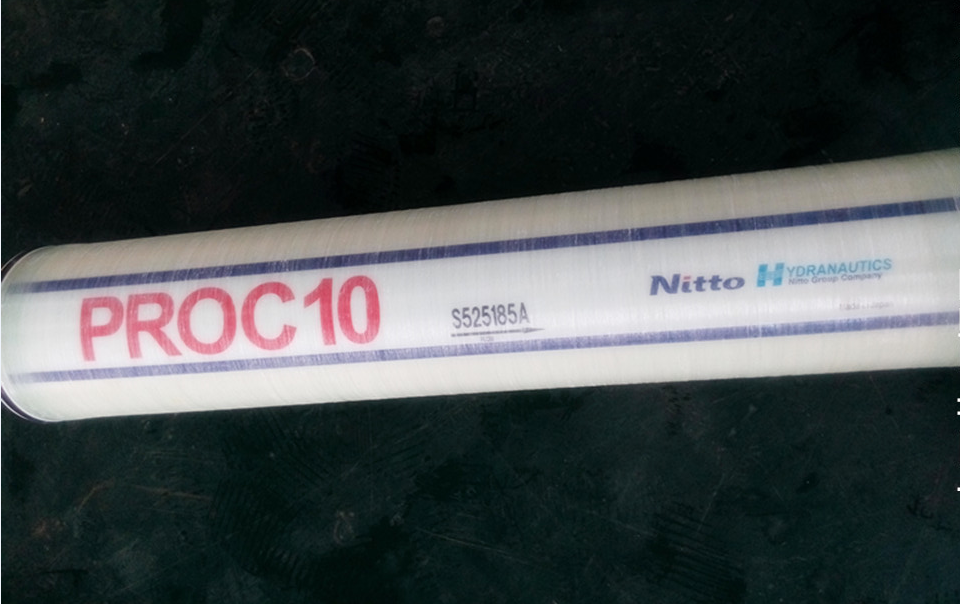 PROC10
S525185A
Nitto
HYDRANAUTICS
Nitto Group Company